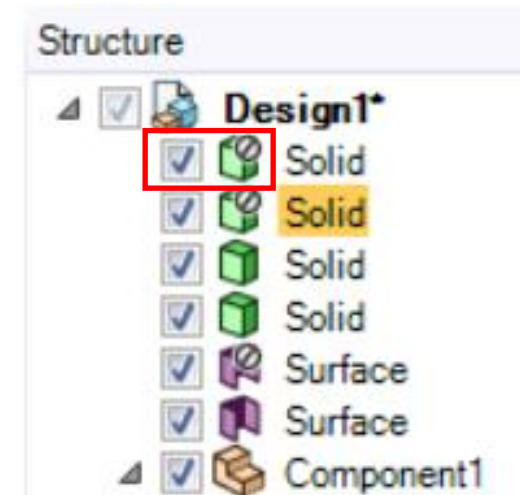 Structure
Design1*
Solid
Solid
Solid
Solid
Surface
Surface
Component1